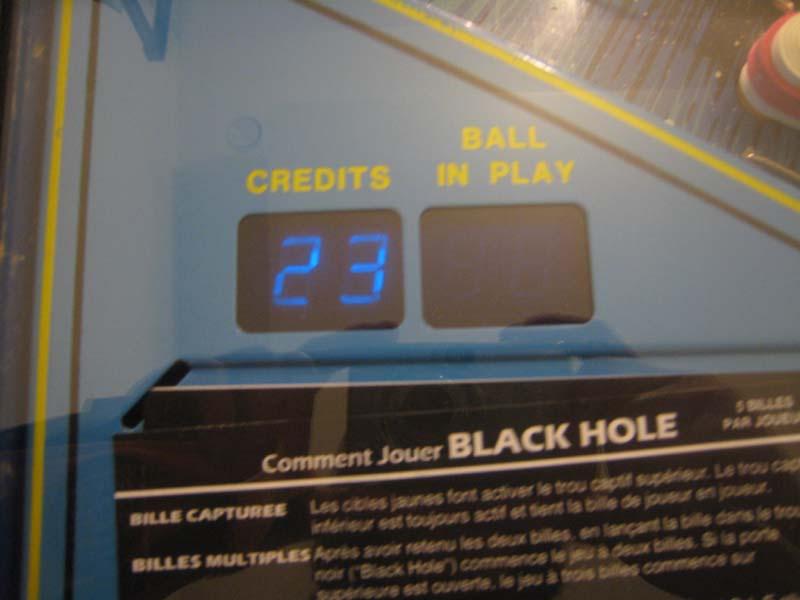 CREDITS
BALL
IN PLAY
23
Comment Jouer BLACK HOLE
5 BILLES
PAR JOUEUR
BILLE CAPTUREE
Les cibles jaunes font activer le trou captif supérieur. Le trou captif
inférieur est toujours actif et tient la bille de joueur en joueur.
BILLES MULTIPLES
Après avoir retenu les deux billes, en lançant la bille dans le trou
noir ("Black Hole") commence le jeu à deux billes. Si la porte
supérieure est ouverte, le jeu à trois billes commence sur